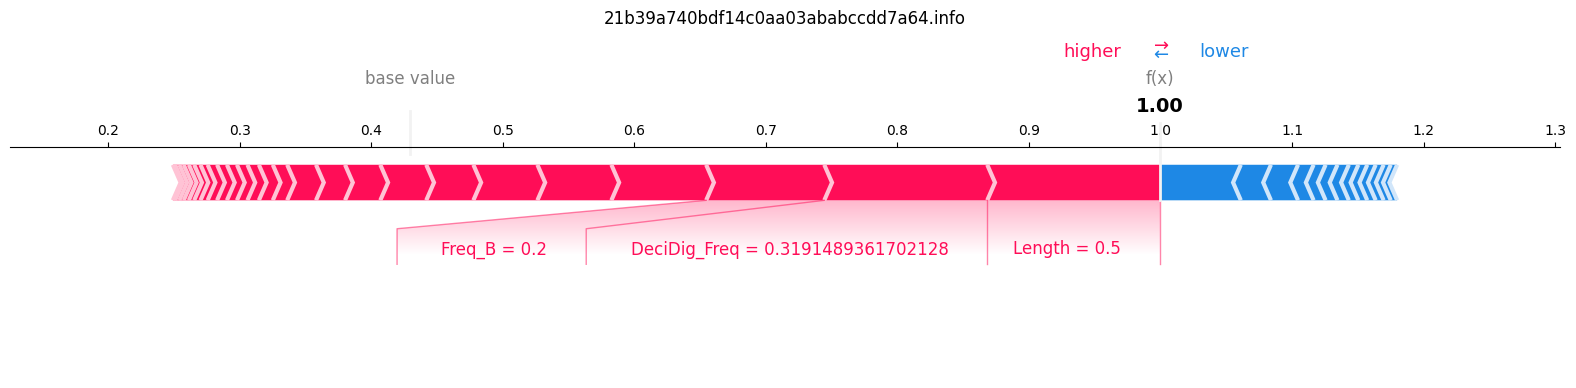 21b39a740bdf14c0aa03ababccdd7a64.info
higher ⇄ lower
base value f(x)
1.00
0.2 0.3 0.4 0.5 0.6 0.7 0.8 0.9 1.0 1.1 1.2 1.3
Freq_B = 0.2 DeciDig_Freq = 0.3191489361702128 Length = 0.5